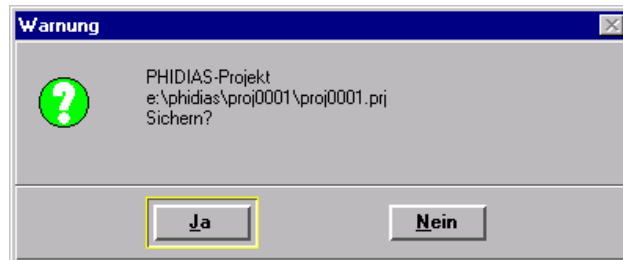 Warnung
PHIDIAS-Projekt
e:\phidias\proj0001\proj0001.prj
Sichern?
Ja
Nein